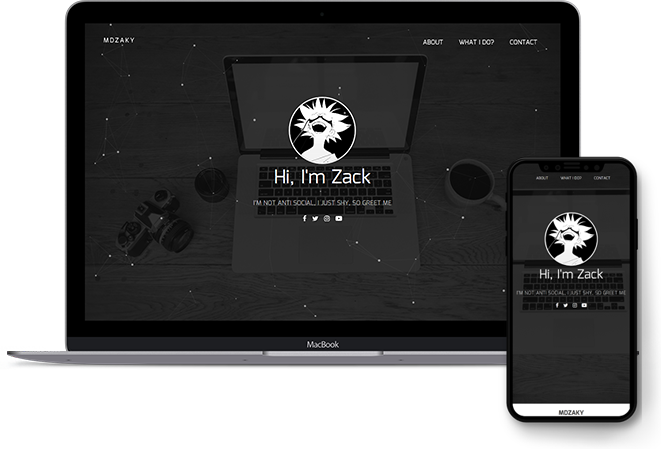 MDZAKY
ABOUT WHAT I DO? CONTACT
Hi, I'm Zack
I'M NOT ANTI SOCIAL, I JUST SHY, SO GREET ME
MacBook
ABOUT WHAT I DO? CONTACT
Hi, I'm Zack
I'M NOT ANTI SOCIAL, I JUST SHY, SO GREET ME
MDZAKY